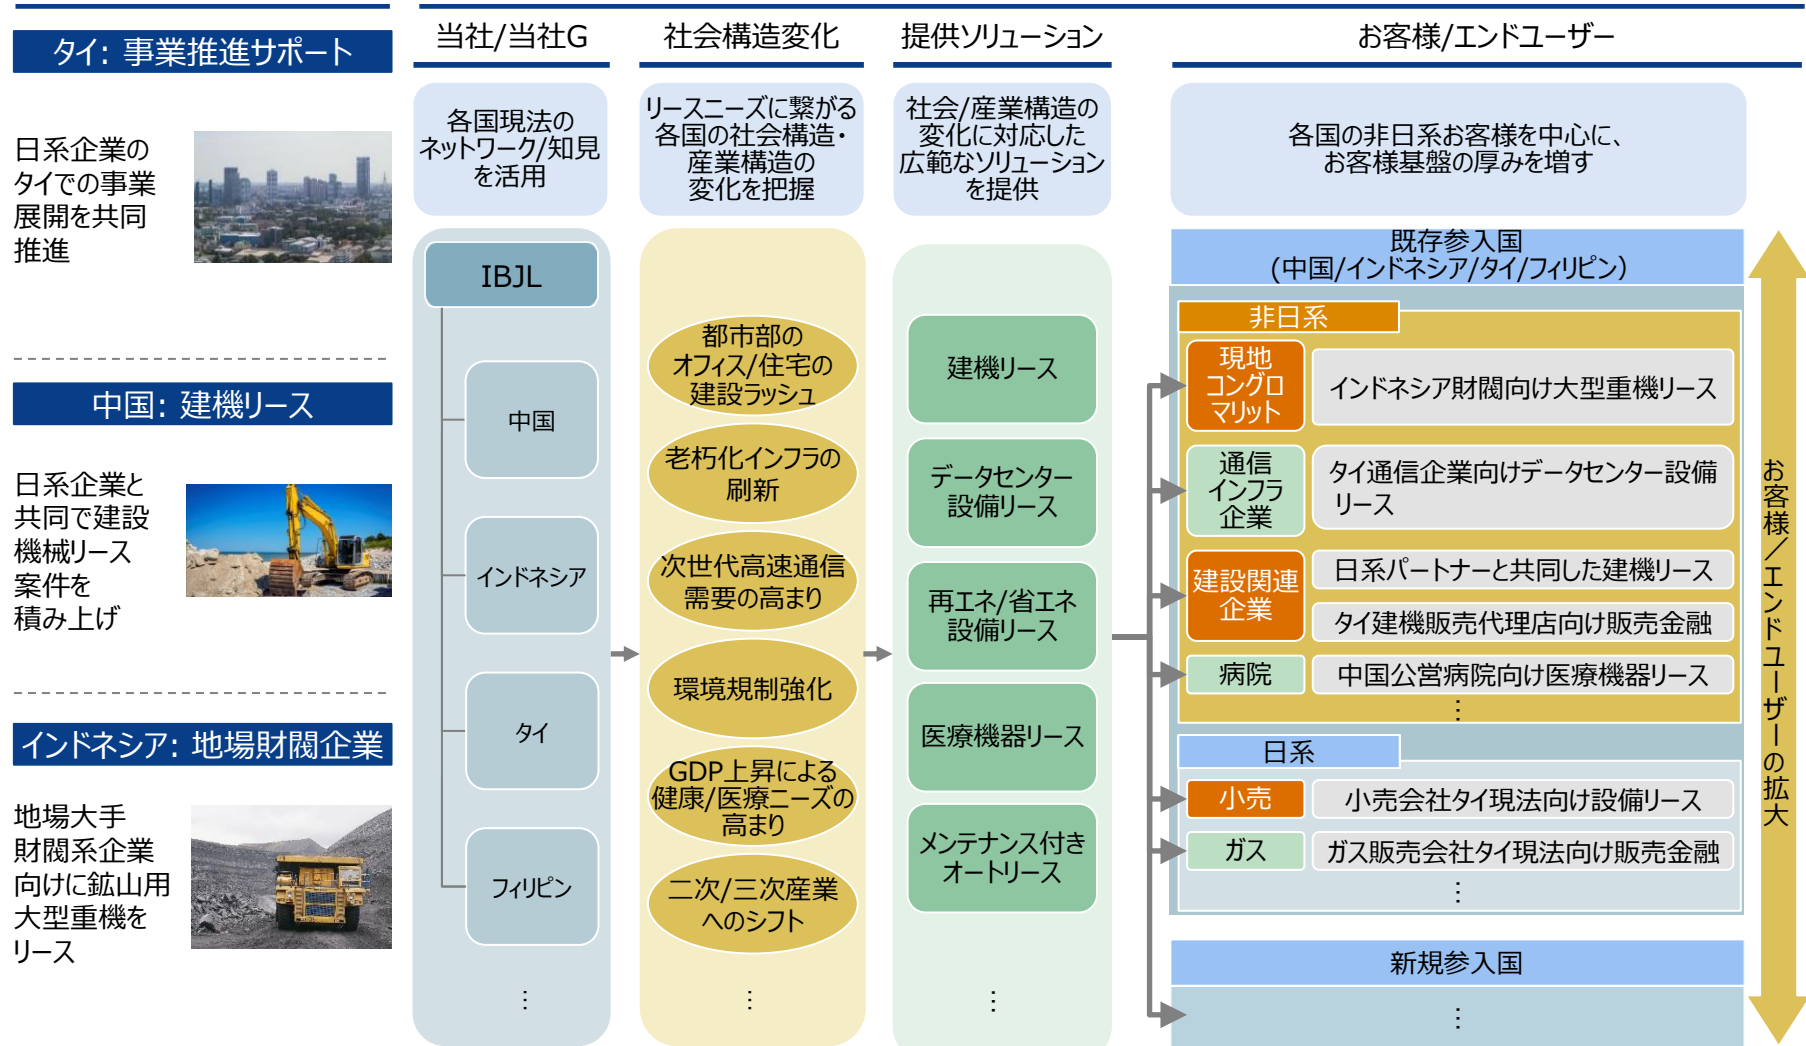 タイ: 事業推進サポート
日系企業の
タイでの事業
展開を共同
推進
中国: 建機リース
日系企業と
共同で建設
機械リース
案件を
積み上げ
インドネシア: 地場財閥企業
地場大手
財閥系企業
向けに鉱山用
大型重機を
リース
当社/当社G
各国現法の
ネットワーク/知見
を活用
IBJL
中国
インドネシア
タイ
フィリピン
⋮
社会構造変化
リースニーズに繋がる
各国の社会構造・
産業構造の
変化を把握
都市部の
オフィス/住宅の
建設ラッシュ
老朽化インフラの
刷新
次世代高速通信
需要の高まり
環境規制強化
GDP上昇による
健康/医療ニーズの
高まり
二次/三次産業
へのシフト
⋮
提供ソリューション
社会/産業構造の
変化に対応した
広範なソリューション
を提供
建機リース
データセンター
設備リース
再エネ/省エネ
設備リース
医療機器リース
メンテナンス付き
オートリース
⋮
お客様/エンドユーザー
各国の非日系お客様を中心に、
お客様基盤の厚みを増す
既存参入国
(中国/インドネシア/タイ/フィリピン)
非日系
現地
コングロ
マリット
インドネシア財閥向け大型重機リース
通信
インフラ
企業
タイ通信企業向けデータセンター設備
リース
建設関連
企業
日系パートナーと共同した建機リース
タイ建機販売代理店向け販売金融
病院
中国公営病院向け医療機器リース
⋮
日系
小売
小売会社タイ現法向け設備リース
ガス
ガス販売会社タイ現法向け販売金融
⋮
新規参入国
⋮
お客様/エンドユーザーの拡大